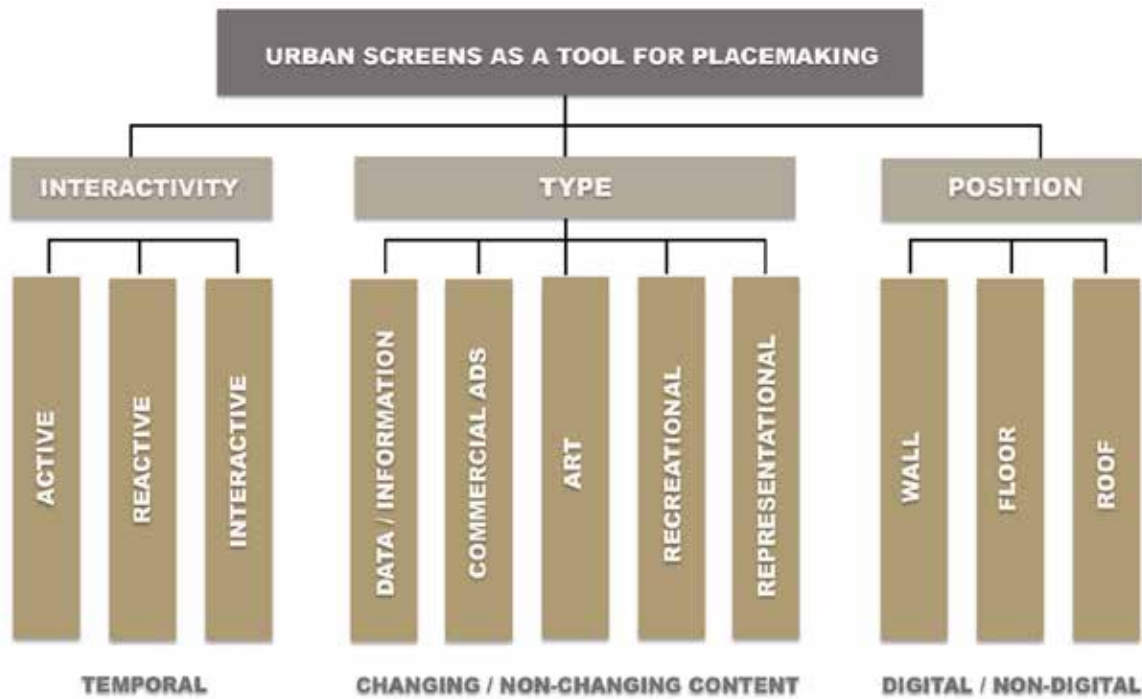 URBAN SCREENS AS A TOOL FOR PLACEMAKING
INTERACTIVITY
TYPE
POSITION
ACTIVE
REACTIVE
INTERACTIVE
DATA / INFORMATION
COMMERCIAL ADS
ART
RECREATIONAL
REPRESENTATIONAL
WALL
FLOOR
ROOF
TEMPORAL
CHANGING / NON-CHANGING CONTENT
DIGITAL / NON-DIGITAL